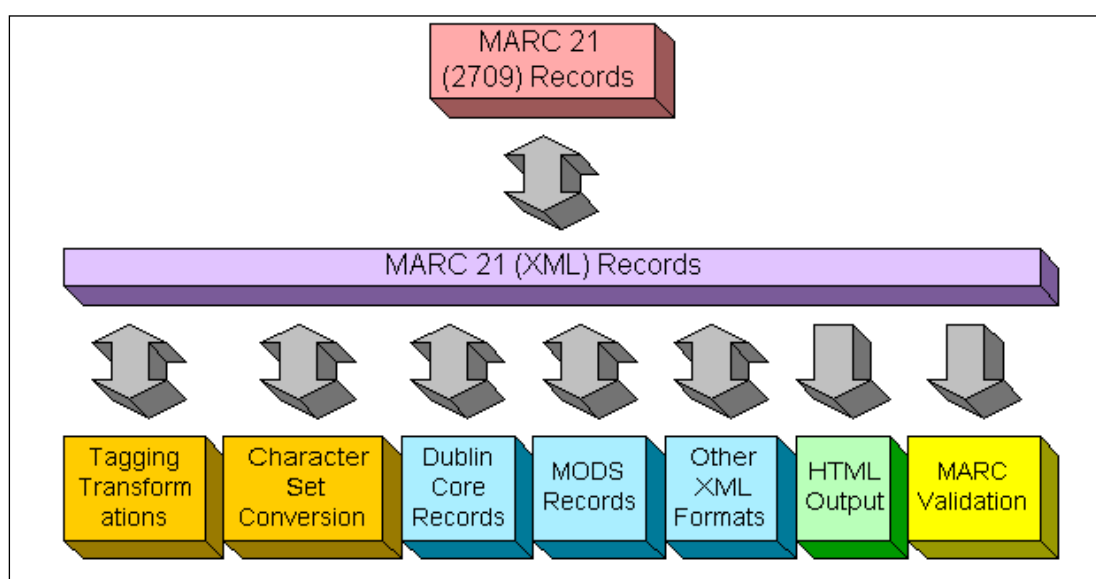 MARC 21
(2709) Records
MARC 21 (XML) Records
Tagging
Transform
ations
Character
Set
Conversion
Dublin
Core
Records
MODS
Records
Other
XML
Formats
HTML
Output
MARC
Validation